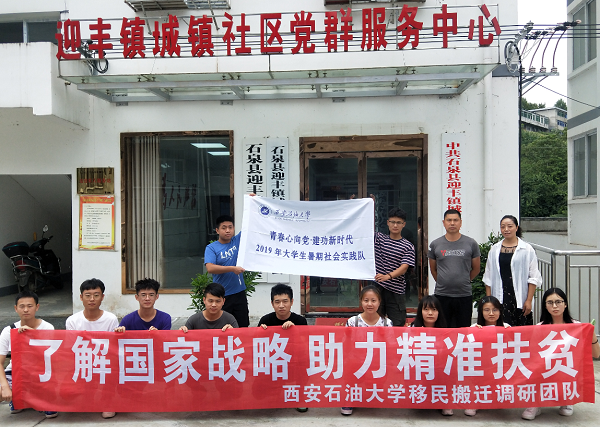 迎丰镇城镇社区党群服务中心
石泉县迎丰
石泉县迎丰镇
中共石泉县迎丰镇城
西安石油大学
青春心向党·建功新时代
2019年大学生暑期社会实践队
了解国家战略 助力精准扶贫
西安石油大学移民搬迁调研团队